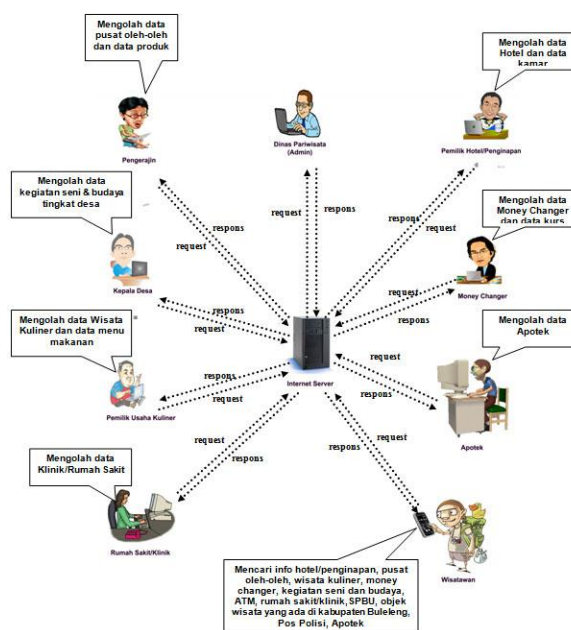 Mengolah data
pusat oleh-oleh
dan data produk
Mengolah data
Hotel dan data
kamar
Pengerajin
Dinas Pariwisata
(Admin)
Pemilik Hotel/Penginapan
Mengolah data
kegiatan seni & budaya
tingkat desa
Mengolah data
Money Changer
dan data kurs
respons
request
request
respons
respons
request
Kepala Desa
Money Changer
Mengolah data Wisata
Kuliner dan data menu
makanan
respons
request
request
respons
Mengolah data
Apotek
Internet Server
respons
request
request
respons
Pemilik Usaha Kuliner
Apotek
Mengolah data
Klinik/Rumah Sakit
request
respons
request
respons
Rumah Sakit/Klinik
Wisatawan
Mencari info hotel/penginapan, pusat
oleh-oleh, wisata kuliner, money
changer, kegiatan seni dan budaya,
ATM, rumah sakit/klinik,SPBU, objek
wisata yang ada di kabupaten Buleleng,
Pos Polisi, Apotek